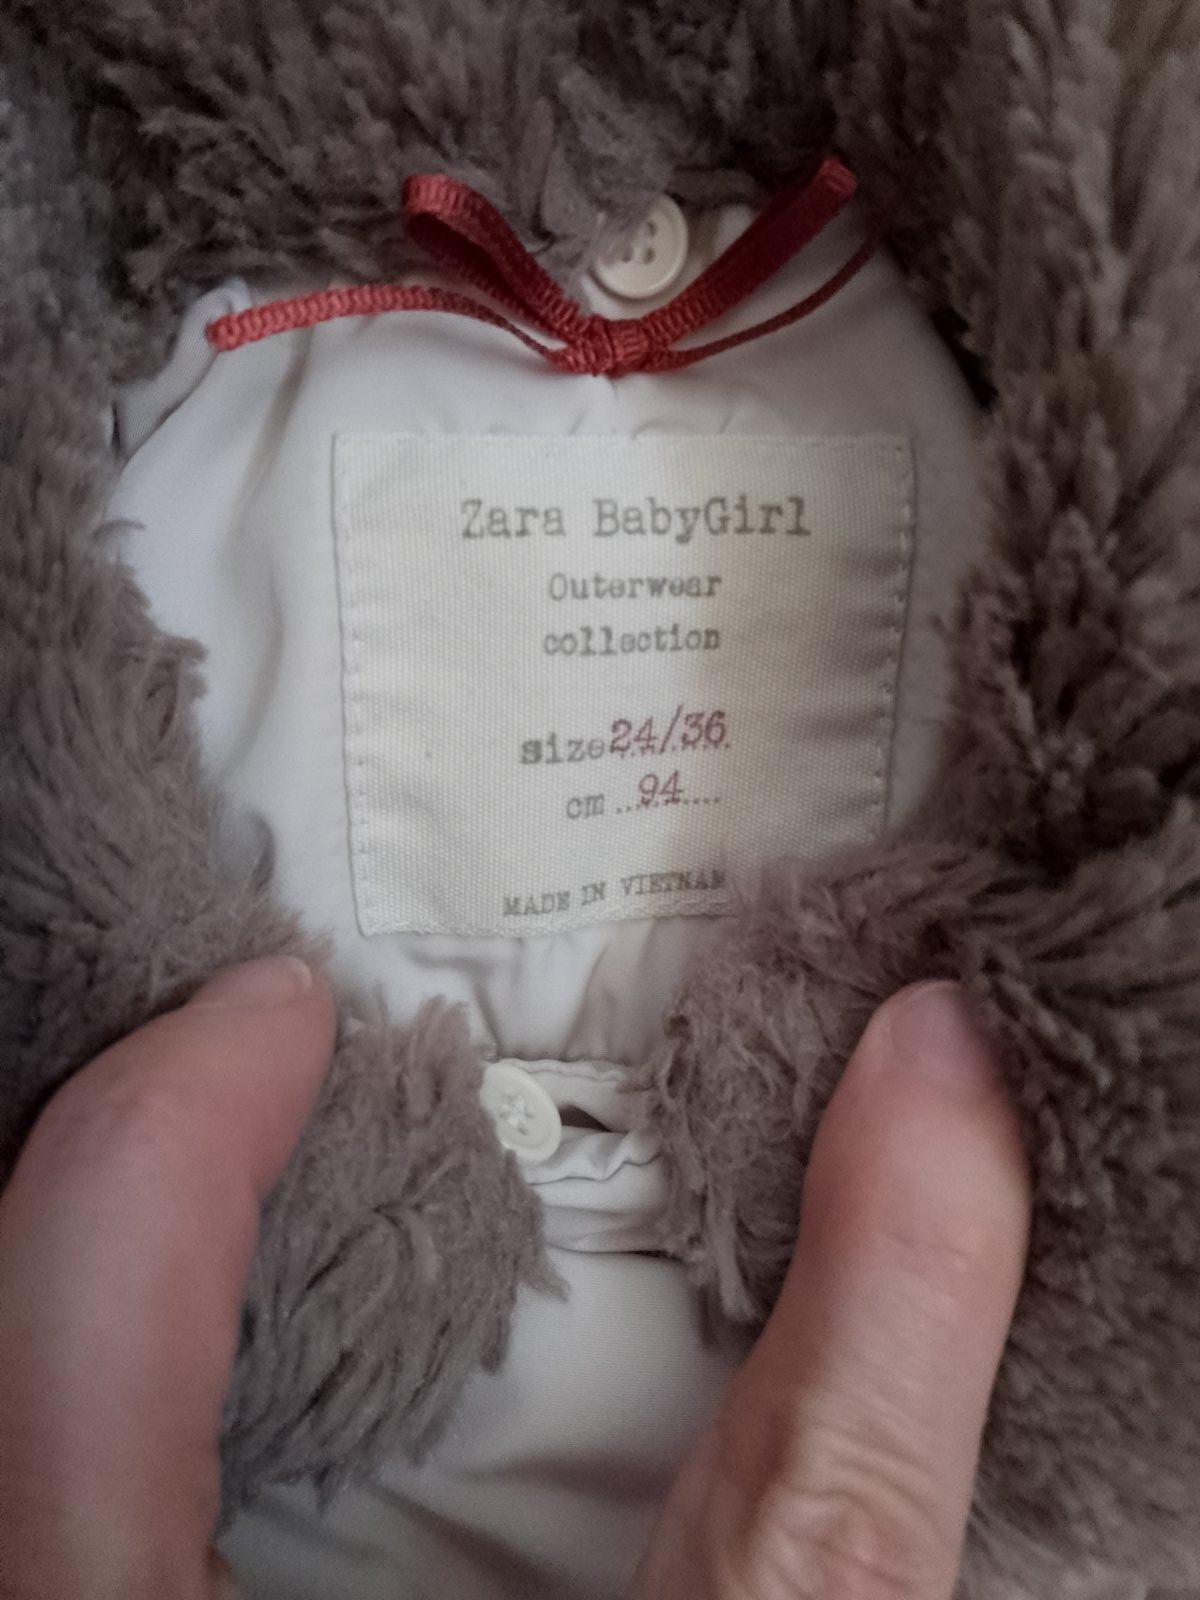 Zara BabyGirl
Outerwear
collection
size 24/36
cm ...94....
MADE IN VIETNAM